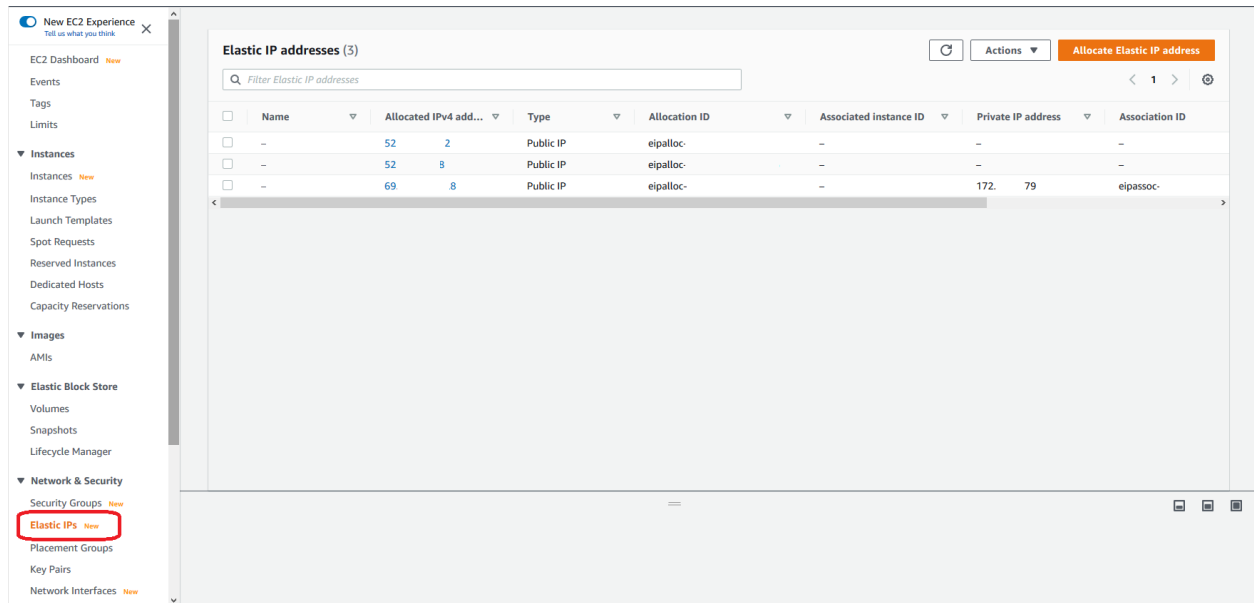 New EC2 Experience
Tell us what you think
EC2 Dashboard New
Events
Tags
Limits
Instances
Instances New
Instance Types
Launch Templates
Spot Requests
Reserved Instances
Dedicated Hosts
Capacity Reservations
Images
AMIs
Elastic Block Store
Volumes
Snapshots
Lifecycle Manager
Network & Security
Security Groups New
Elastic IPs New
Placement Groups
Key Pairs
Network Interfaces New
Elastic IP addresses (3)
Actions
Allocate Elastic IP address
Filter Elastic IP addresses
1
Name Allocated IPv4 add... Type Allocation ID Associated instance ID Private IP address Association ID
– 52 2 Public IP eipalloc- – – –
– 52 8 Public IP eipalloc- – – –
– 69 .8 Public IP eipalloc- – 172. 79 eipassoc-